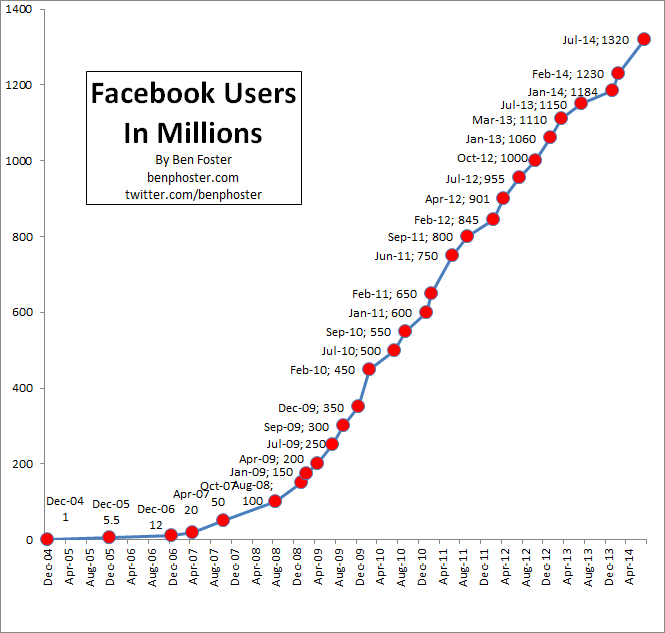 1400
1200
1000
800
600
400
200
0
Facebook Users
In Millions
By Ben Foster
benphoster.com
twitter.com/benphoster
Jul-14; 1320
Feb-14; 1230
Jan-14; 1184
Jul-13; 1150
Mar-13; 1110
Jan-13; 1060
Oct-12; 1000
Jul-12; 955
Apr-12; 901
Feb-12; 845
Sep-11; 800
Jun-11; 750
Feb-11; 650
Jan-11; 600
Sep-10; 550
Jul-10; 500
Feb-10; 450
Dec-09; 350
Sep-09; 300
Jul-09; 250
Apr-09; 200
Jan-09; 150
Aug-08;
100
Oct-07
50
Apr-07
20
Dec-06
12
Dec-05
5.5
Dec-04
1
Dec-04
Apr-05
Aug-05
Dec-05
Apr-06
Aug-06
Dec-06
Apr-07
Aug-07
Dec-07
Apr-08
Aug-08
Dec-08
Apr-09
Aug-09
Dec-09
Apr-10
Aug-10
Dec-10
Apr-11
Aug-11
Dec-11
Apr-12
Aug-12
Dec-12
Apr-13
Aug-13
Dec-13
Apr-14